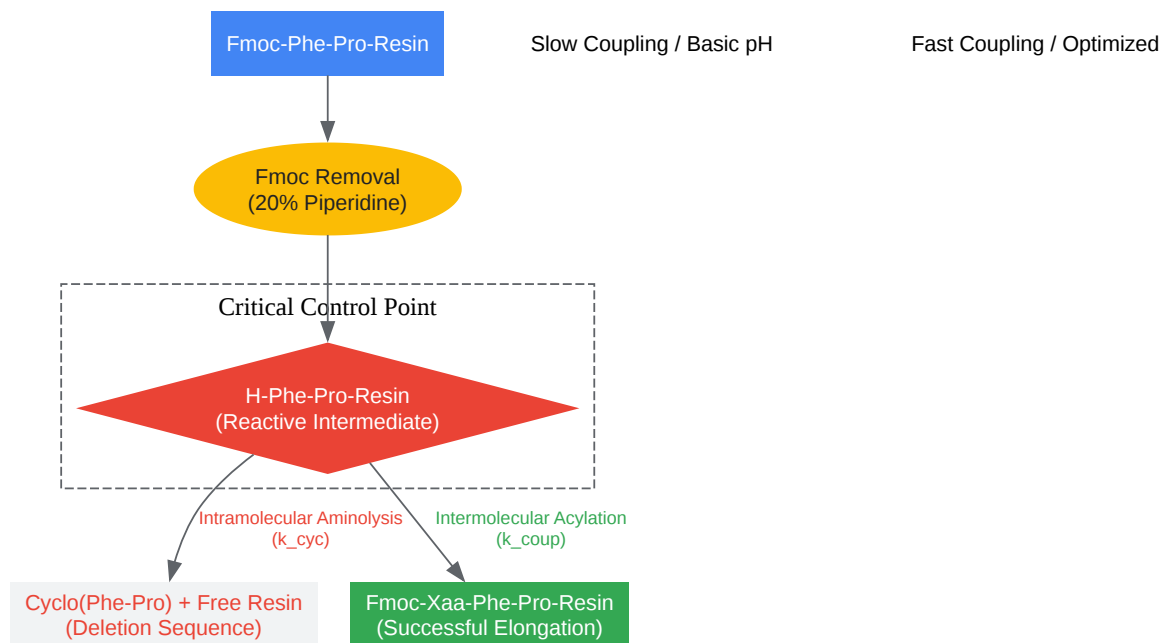 Fmoc-Phe-Pro-Resin
Slow Coupling / Basic pH
Fast Coupling / Optimized
Fmoc Removal
(20% Piperidine)
Critical Control Point
H-Phe-Pro-Resin
(Reactive Intermediate)
Intramolecular Aminolysis
(k_cyc)
Intermolecular Acylation
(k_coup)
Cyclo(Phe-Pro) + Free Resin
(Deletion Sequence)
Fmoc-Xaa-Phe-Pro-Resin
(Successful Elongation)